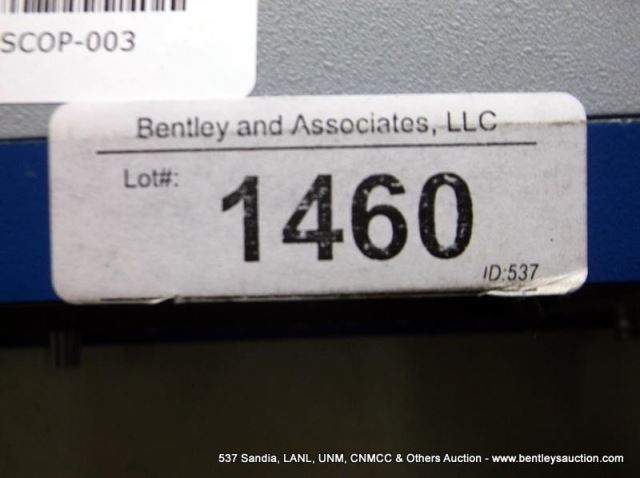 SCOP-003
Bentley and Associates, LLC
Lot#:
1460
ID:537
537 Sandia, LANL, UNM, CNMCC & Others Auction - www.bentleysauction.com